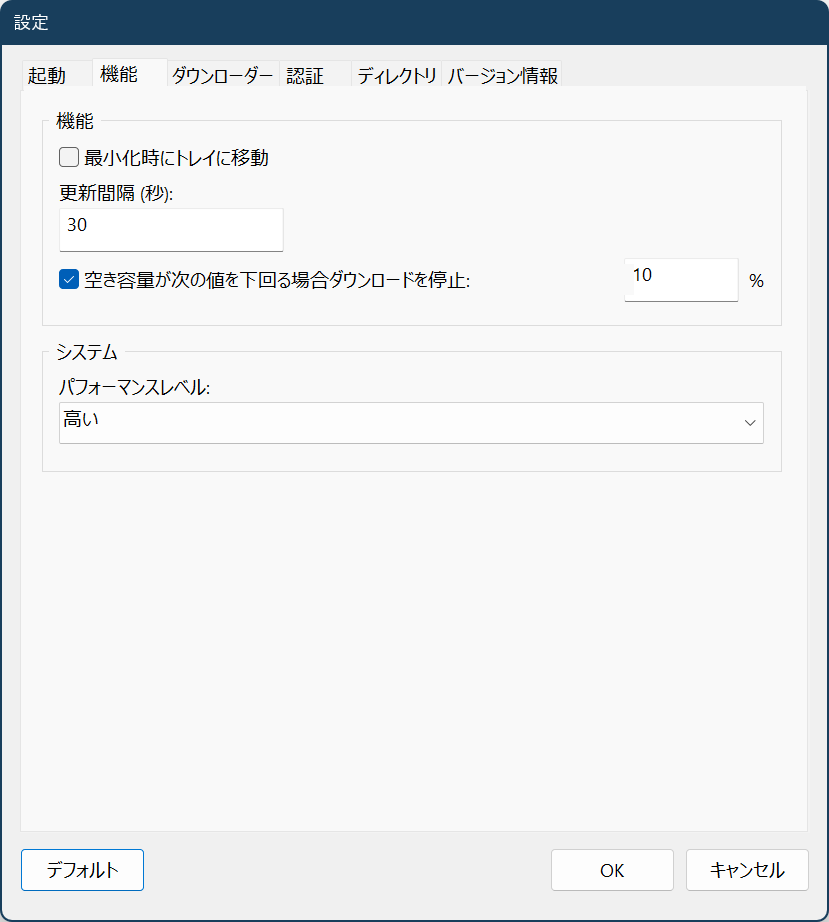 設定
起動 機能 ダウンローダー 認証 ディレクトリ バージョン情報
機能
最小化時にトレイに移動
更新間隔 (秒):
30
空き容量が次の値を下回る場合ダウンロードを停止: 10 %
システム
パフォーマンスレベル:
高い
デフォルト OK キャンセル